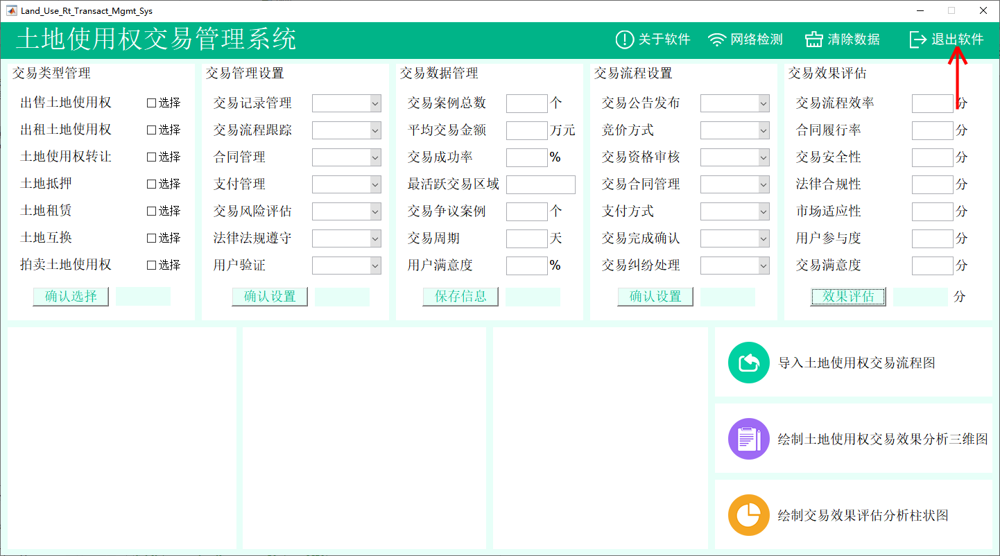 Land_Use_Rt_Transact_Mgmt_Sys
土地使用权交易管理系统
关于软件
网络检测
清除数据
退出软件
交易类型管理
出售土地使用权 选择
出租土地使用权 选择
土地使用权转让 选择
土地抵押 选择
土地租赁 选择
土地互换 选择
拍卖土地使用权 选择
确认选择
交易管理设置
交易记录管理
交易流程跟踪
合同管理
支付管理
交易风险评估
法律法规遵守
用户验证
确认设置
交易数据管理
交易案例总数 个
平均交易金额 万元
交易成功率 %
最活跃交易区域
交易争议案例 个
交易周期 天
用户满意度 %
保存信息
交易流程设置
交易公告发布
竞价方式
交易资格审核
交易合同管理
支付方式
交易完成确认
交易纠纷处理
确认设置
交易效果评估
交易流程效率 分
合同履行率 分
交易安全性 分
法律合规性 分
市场适应性 分
用户参与度 分
交易满意度 分
效果评估 分
导入土地使用权交易流程图
绘制土地使用权交易效果分析三维图
绘制交易效果评估分析柱状图